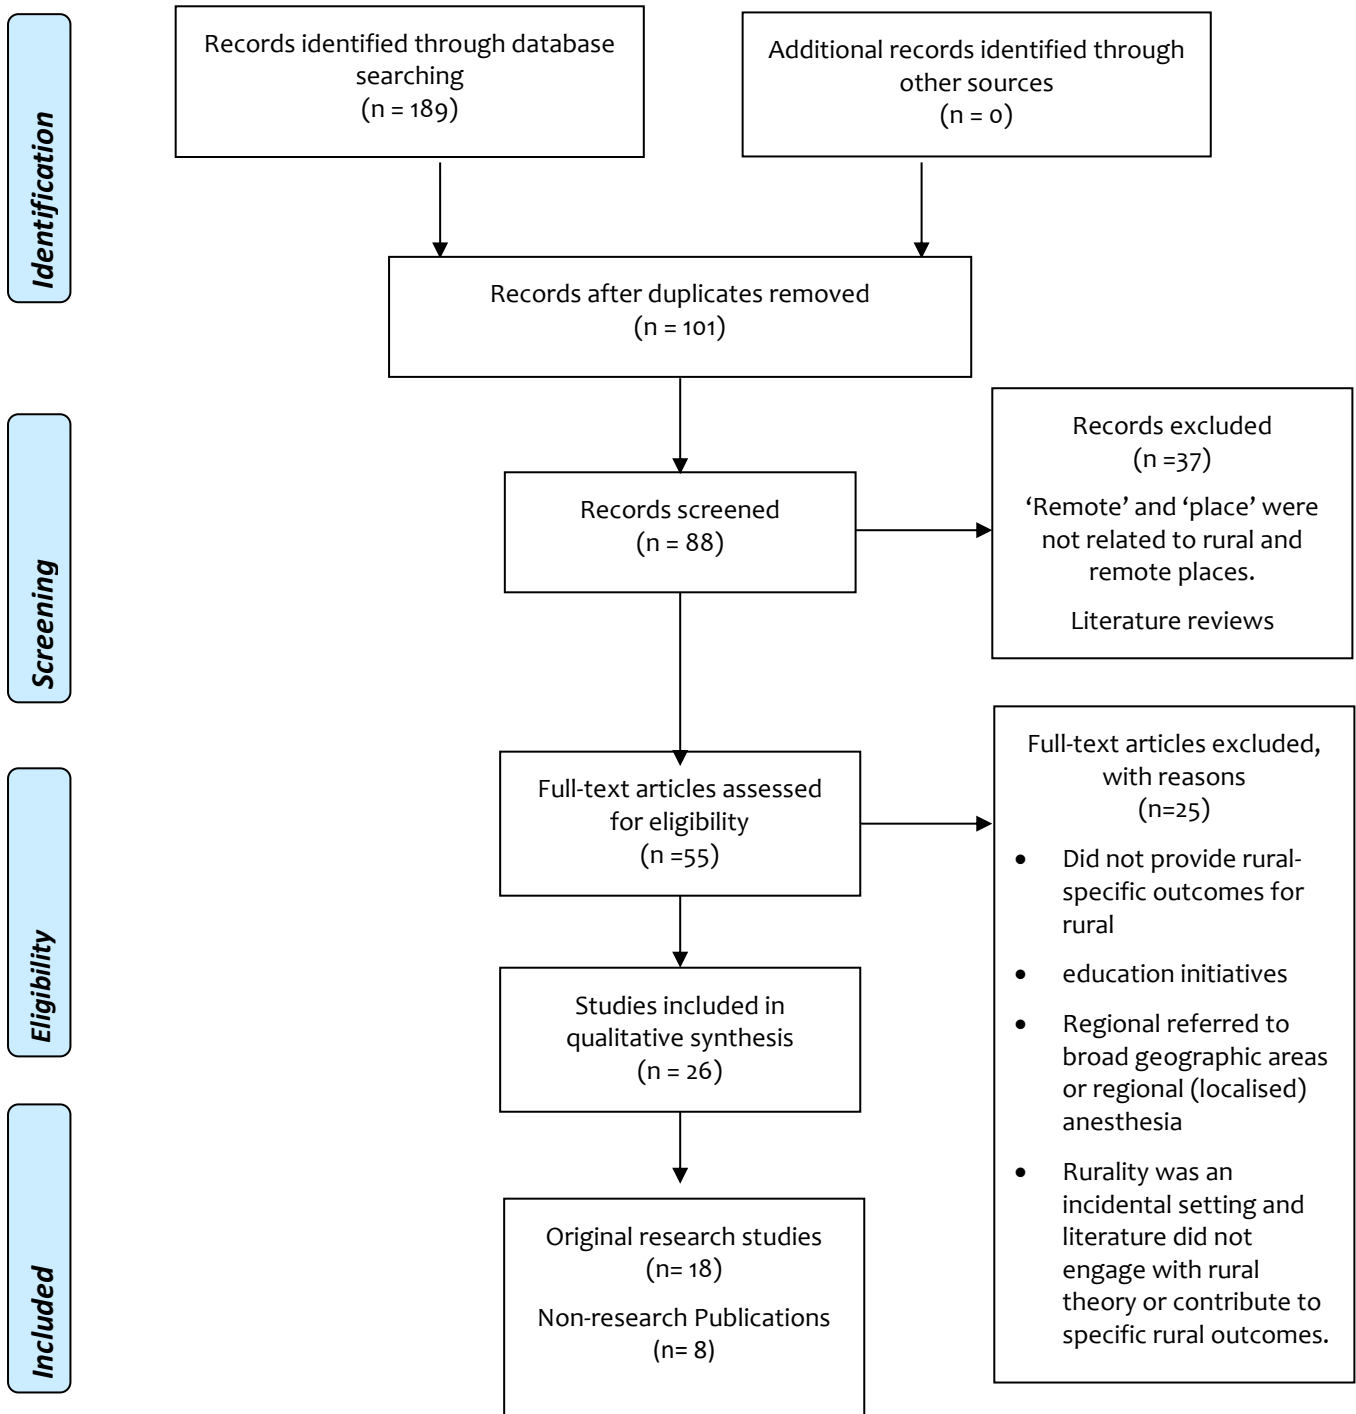 Identification
Records identified through database
searching
(n = 189)
Additional records identified through
other sources
(n = 0)
Records after duplicates removed
(n = 101)
Screening
Records screened
(n = 88)
Records excluded
(n =37)
‘Remote’ and ‘place’ were
not related to rural and
remote places.
Literature reviews
Eligibility
Full-text articles assessed
for eligibility
(n =55)
Full-text articles excluded,
with reasons
(n=25)
• Did not provide rural-
specific outcomes for
rural
• education initiatives
• Regional referred to
broad geographic areas
or regional (localised)
anesthesia
• Rurality was an
incidental setting and
literature did not
engage with rural
theory or contribute to
specific rural outcomes.
Studies included in
qualitative synthesis
(n = 26)
Included
Original research studies
(n= 18)
Non-research Publications
(n= 8)